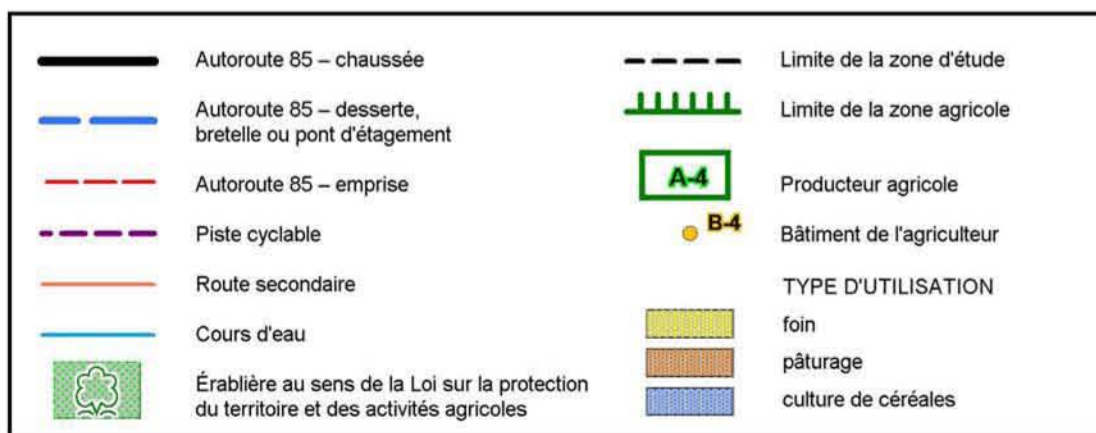 Autoroute 85 – chaussée
Autoroute 85 – desserte,
bretelle ou pont d'étagement
Autoroute 85 – emprise
Piste cyclable
Route secondaire
Cours d'eau
Érablière au sens de la Loi sur la protection
du territoire et des activités agricoles
Limite de la zone d'étude
Limite de la zone agricole
A-4
Producteur agricole
B-4
Bâtiment de l'agriculteur
TYPE D'UTILISATION
foin
pâturage
culture de céréales